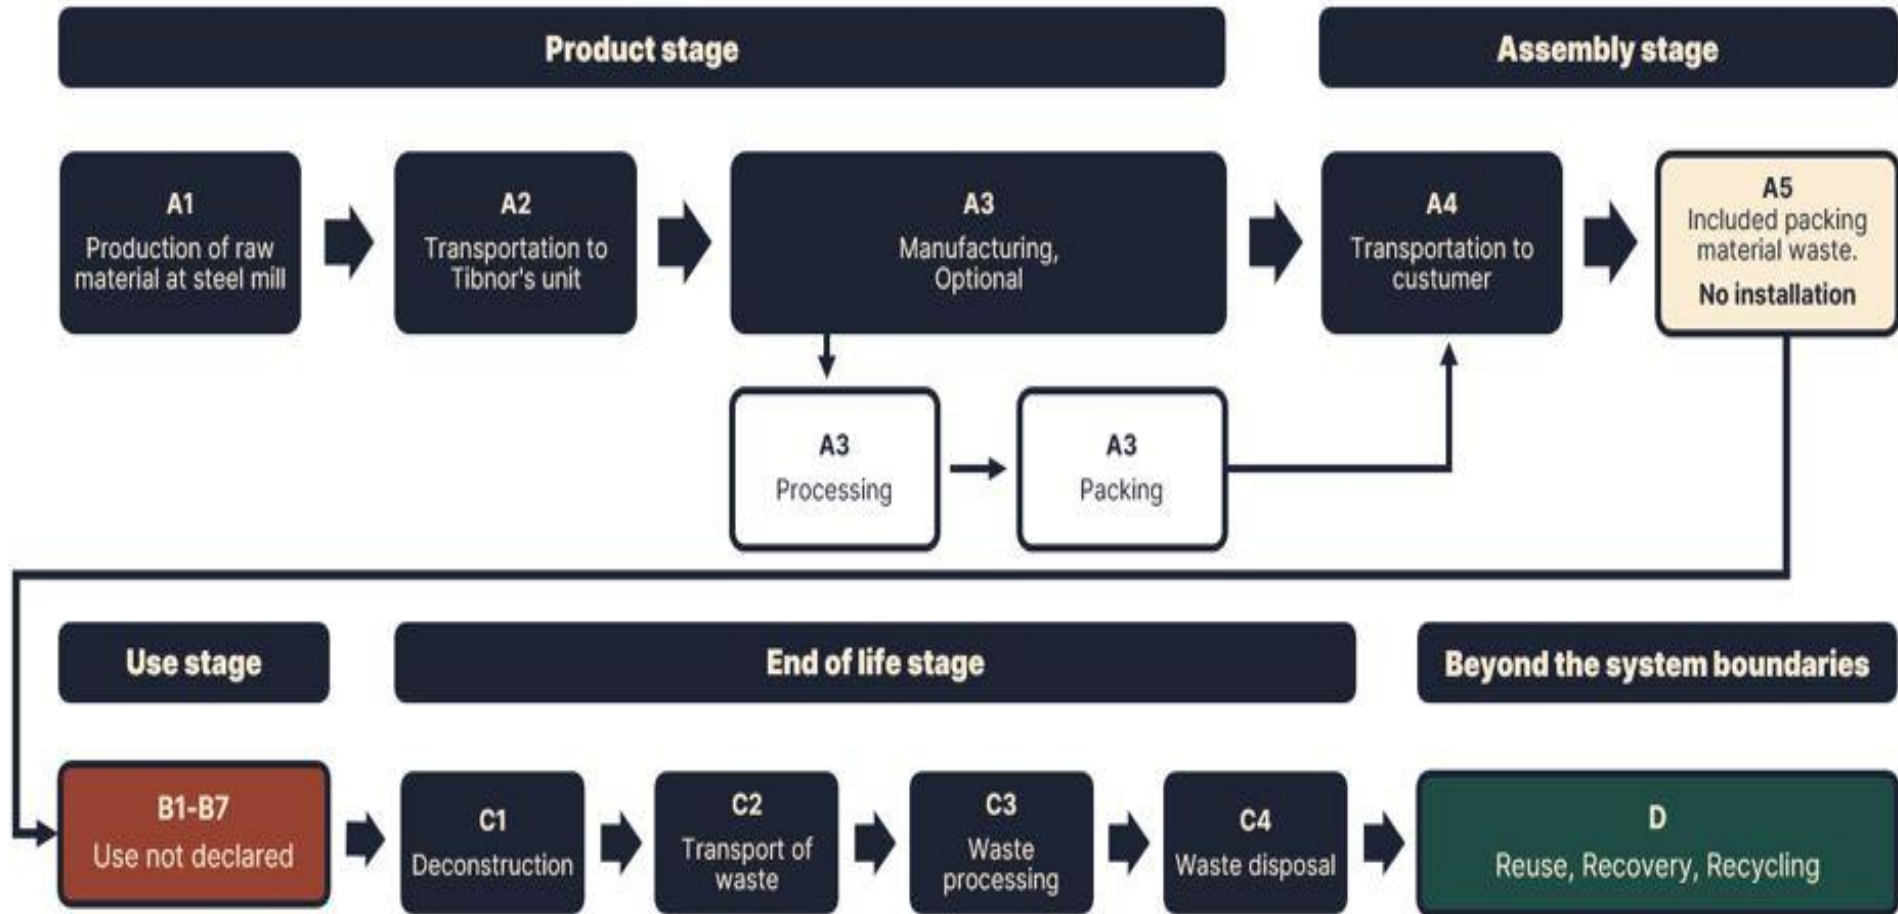 Product stage
Assembly stage
A1
Production of raw
material at steel mill
A2
Transportation to
Tibnor's unit
A3
Manufacturing,
Optional
A4
Transportation to
custumer
A5
Included packing
material waste.
No installation
A3
Processing
A3
Packing
Use stage
End of life stage
Beyond the system boundaries
B1-B7
Use not declared
C1
Deconstruction
C2
Transport of
waste
C3
Waste
processing
C4
Waste disposal
D
Reuse, Recovery, Recycling